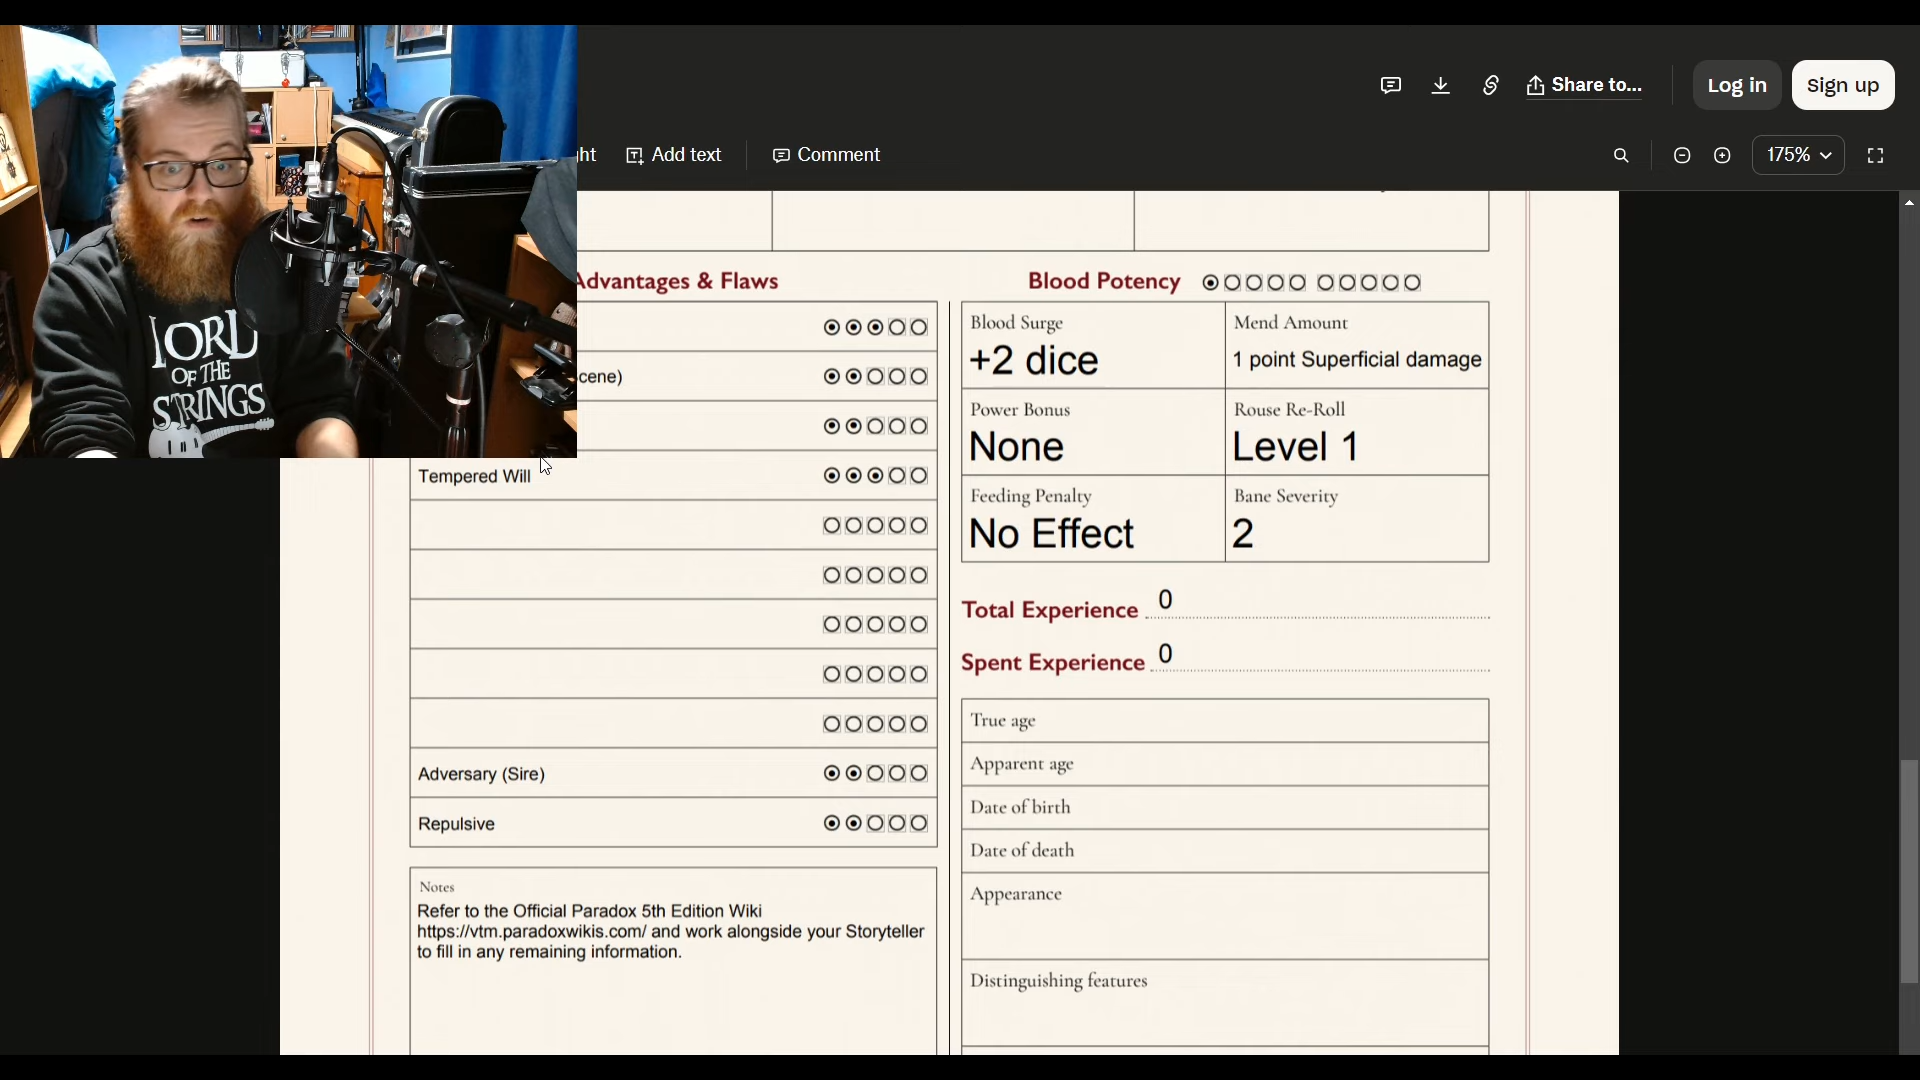 LORD
OF THE
STRINGS
Share to...
Log in
Sign up
Add text
Comment
175%
Advantages & Flaws
Tempered Will
Adversary (Sire)
Repulsive
Notes
Refer to the Official Paradox 5th Edition Wiki
https://vtm.paradoxwikis.com/ and work alongside your Storyteller
to fill in any remaining information.
Blood Potency
Blood Surge
+2 dice
Mend Amount
1 point Superficial damage
Power Bonus
None
Rouse Re-Roll
Level 1
Feeding Penalty
No Effect
Bane Severity
2
Total Experience 0
Spent Experience 0
True age
Apparent age
Date of birth
Date of death
Appearance
Distinguishing features